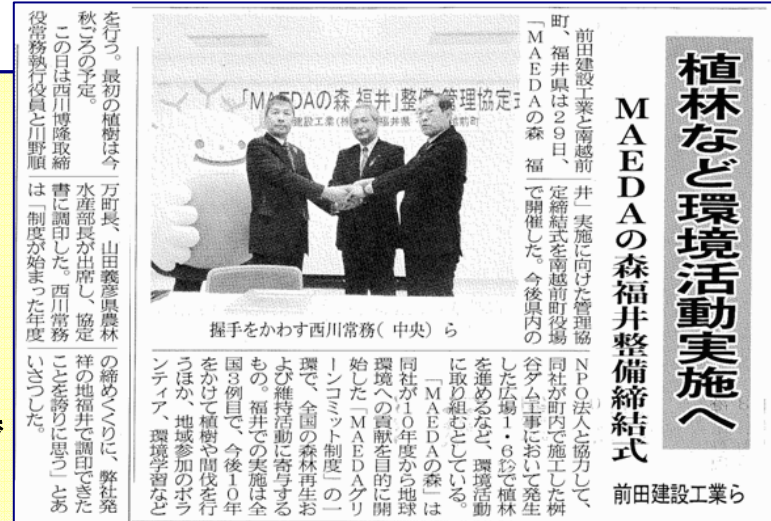 植林など環境活動実施へ
MAEDAの森福井整備締結式
前田建設工業ら
前田建設工業と南越前
町、福井県は29日、
「MAEDAの森 福
井」実施に向けた管理協
定締結式を南越前町役場
で開催した。今後県内の
NPO法人と協力して、
同社が町内で施工した桝
谷ダム工事において発生
した広場1・6㌶で植林
を進めるなど、環境活動
に取り組むとしている。
「MAEDAの森」は
同社が10年度から地球
環境への貢献を目的に開
始した「MAEDAグリ
ーンコミット制度」の一
環で、全国の森林再生お
よび維持活動に寄与する
もの。福井での実施は全
国3例目で、今後10年
をかけて植樹や間伐を行
うほか、地域参加のボラ
ンティア、環境学習など
を行う。最初の植樹は今
秋ごろの予定。
この日は西川博隆取締
役常務執行役員と川野順
万町長、山田義彦県農林
水産部長が出席し、協定
書に調印した。西川常務
は「制度が始まった年度
の締めくくりに、弊社発
祥の地福井で調印できた
ことを誇りに思う」とあ
いさつした。
「MAEDAの森 福井」整備・管理協定
建設工業(株) 福井県 越前町
握手をかわす西川常務(中央)ら